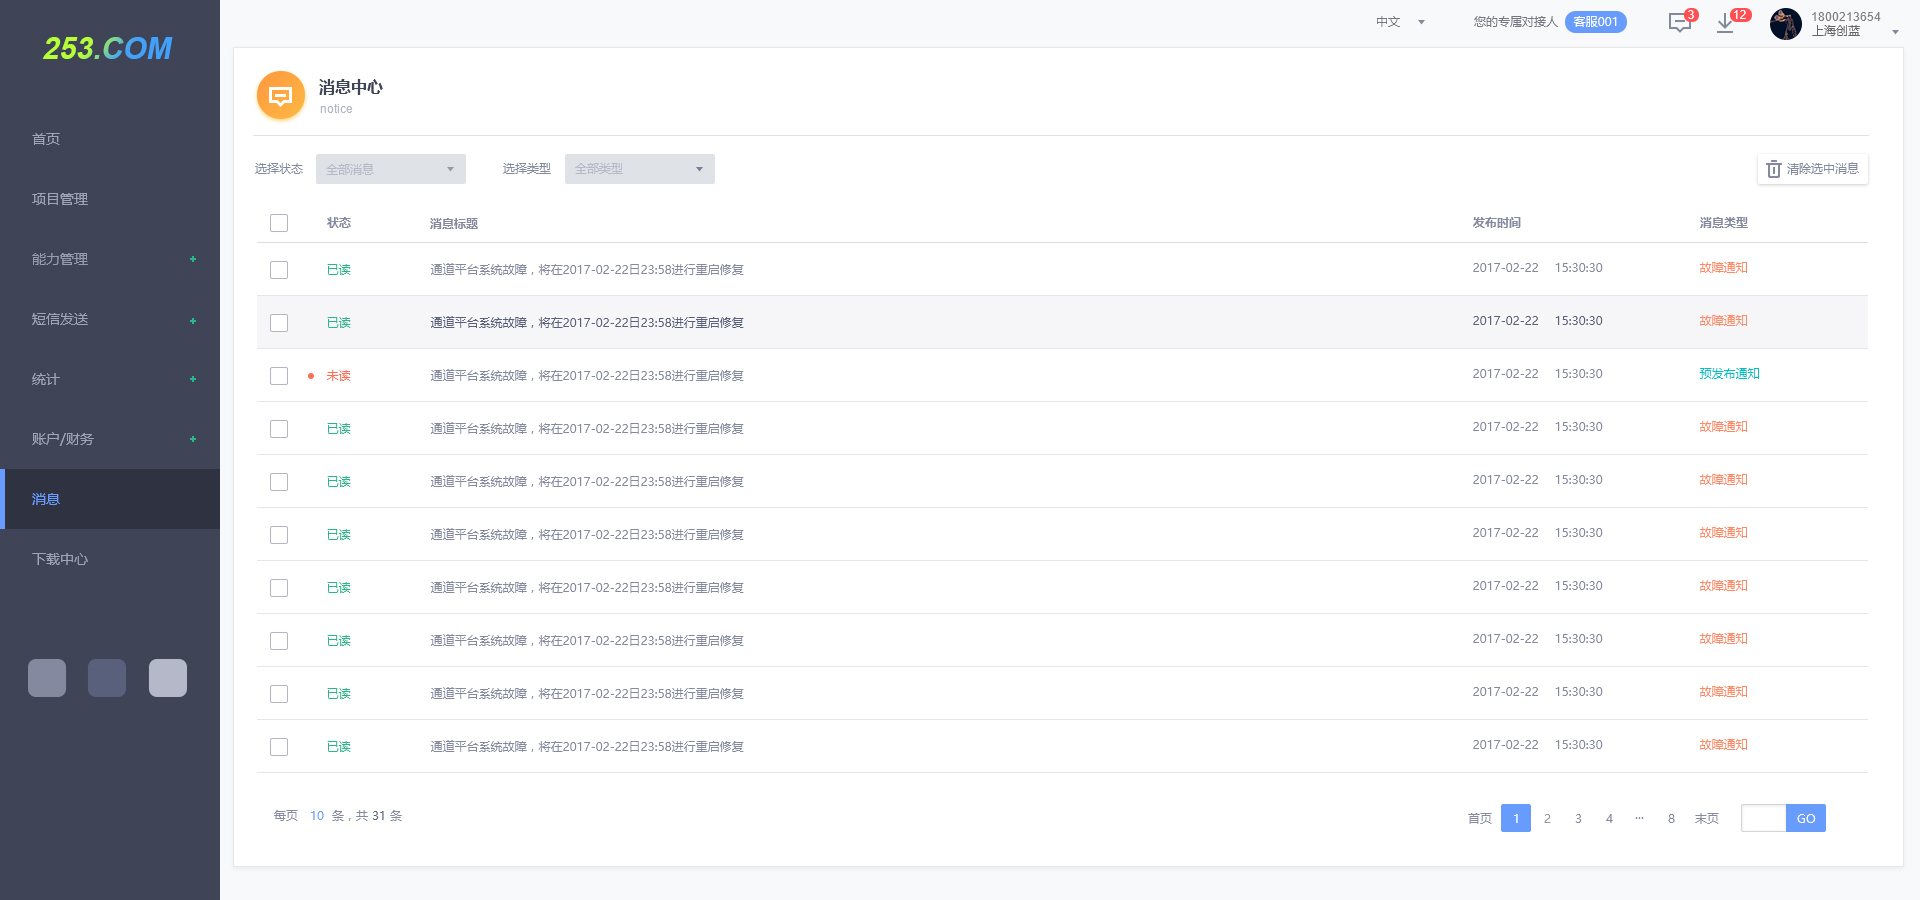 253.COM
首页
项目管理
能力管理 +
短信发送 +
统计 +
账户/财务 +
消息
下载中心
中文
您的专属对接人 客服001
3
12
1800213654
上海创蓝
消息中心
notice
选择状态 全部消息 选择类型 全部类型 清除选中消息
状态 消息标题 发布时间 消息类型
已读 通道平台系统故障，将在2017-02-22日23:58进行重启修复 2017-02-22 15:30:30 故障通知
已读 通道平台系统故障，将在2017-02-22日23:58进行重启修复 2017-02-22 15:30:30 故障通知
未读 通道平台系统故障，将在2017-02-22日23:58进行重启修复 2017-02-22 15:30:30 预发布通知
已读 通道平台系统故障，将在2017-02-22日23:58进行重启修复 2017-02-22 15:30:30 故障通知
已读 通道平台系统故障，将在2017-02-22日23:58进行重启修复 2017-02-22 15:30:30 故障通知
已读 通道平台系统故障，将在2017-02-22日23:58进行重启修复 2017-02-22 15:30:30 故障通知
已读 通道平台系统故障，将在2017-02-22日23:58进行重启修复 2017-02-22 15:30:30 故障通知
已读 通道平台系统故障，将在2017-02-22日23:58进行重启修复 2017-02-22 15:30:30 故障通知
已读 通道平台系统故障，将在2017-02-22日23:58进行重启修复 2017-02-22 15:30:30 故障通知
已读 通道平台系统故障，将在2017-02-22日23:58进行重启修复 2017-02-22 15:30:30 故障通知
每页 10 条，共 31 条
首页 1 2 3 4 ··· 8 末页 GO